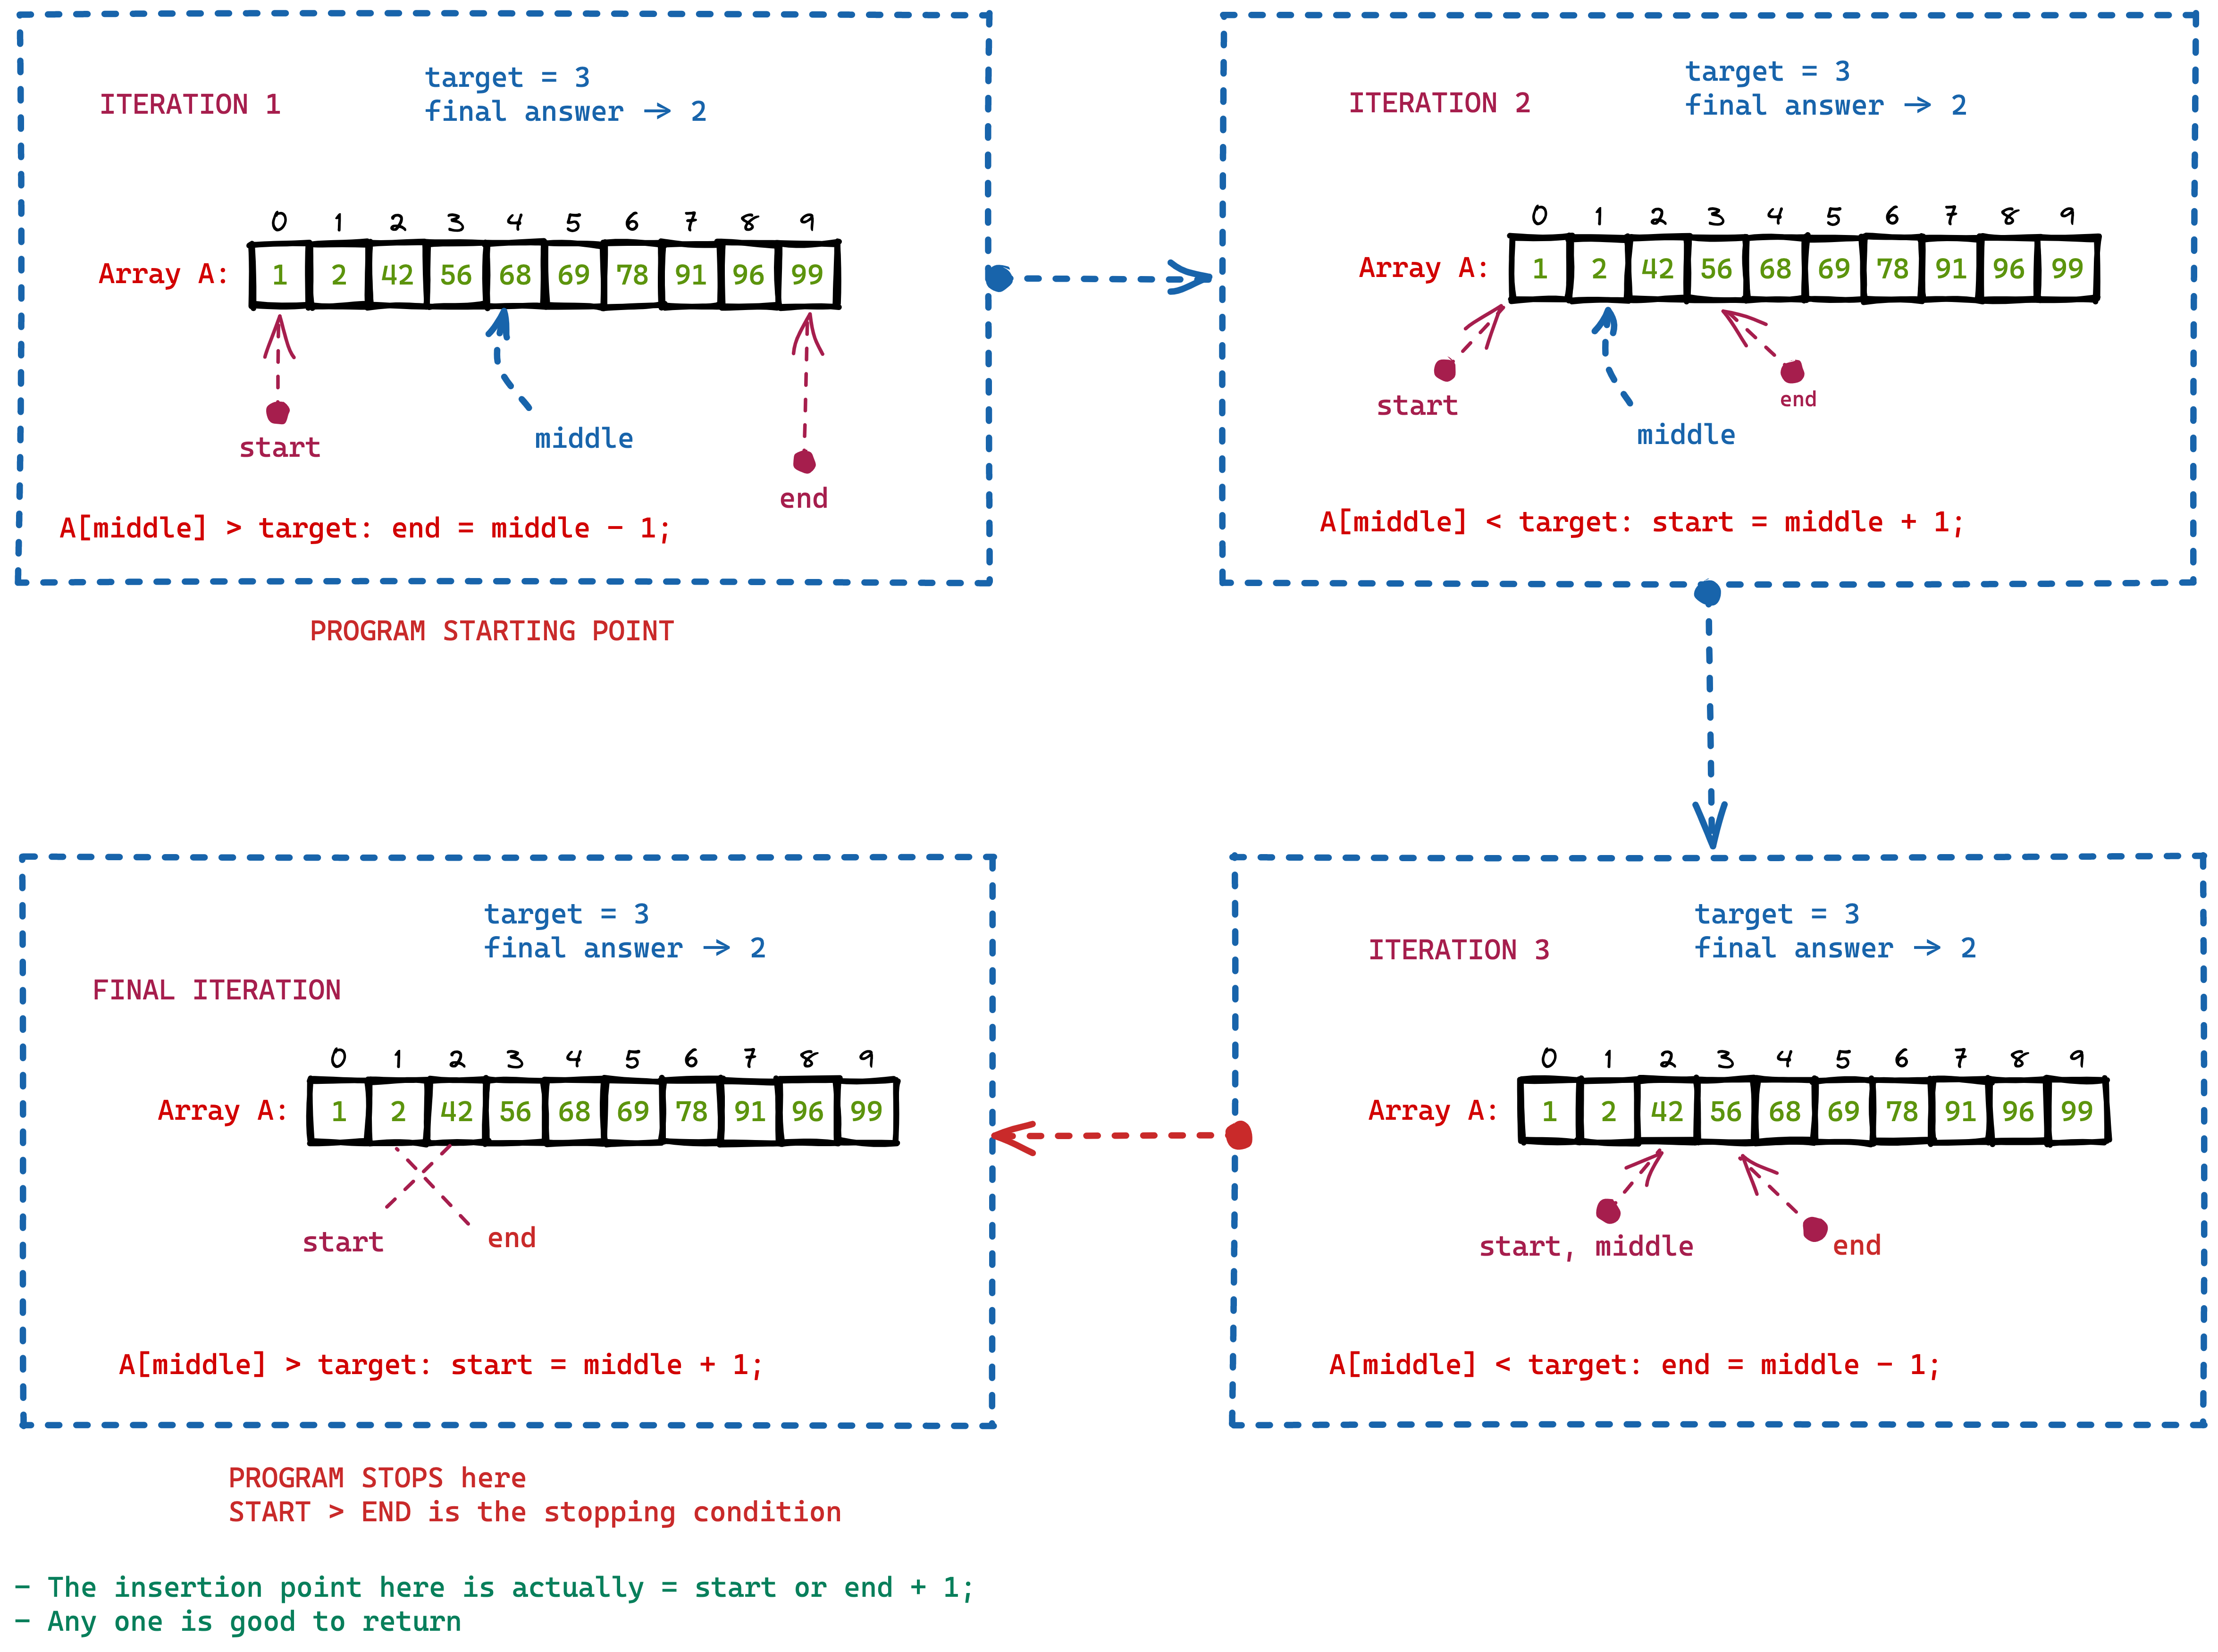 ITERATION 1
target = 3
final answer → 2
0 1 2 3 4 5 6 7 8 9
Array A: 1 2 42 56 68 69 78 91 96 99
start
middle
end
A[middle] > target: end = middle - 1;
PROGRAM STARTING POINT
ITERATION 2
target = 3
final answer → 2
0 1 2 3 4 5 6 7 8 9
Array A: 1 2 42 56 68 69 78 91 96 99
start
middle
end
A[middle] < target: start = middle + 1;
ITERATION 3
target = 3
final answer → 2
0 1 2 3 4 5 6 7 8 9
Array A: 1 2 42 56 68 69 78 91 96 99
start, middle
end
A[middle] < target: end = middle - 1;
FINAL ITERATION
target = 3
final answer → 2
0 1 2 3 4 5 6 7 8 9
Array A: 1 2 42 56 68 69 78 91 96 99
start
end
A[middle] > target: start = middle + 1;
PROGRAM STOPS here
START > END is the stopping condition
- The insertion point here is actually = start or end + 1;
- Any one is good to return